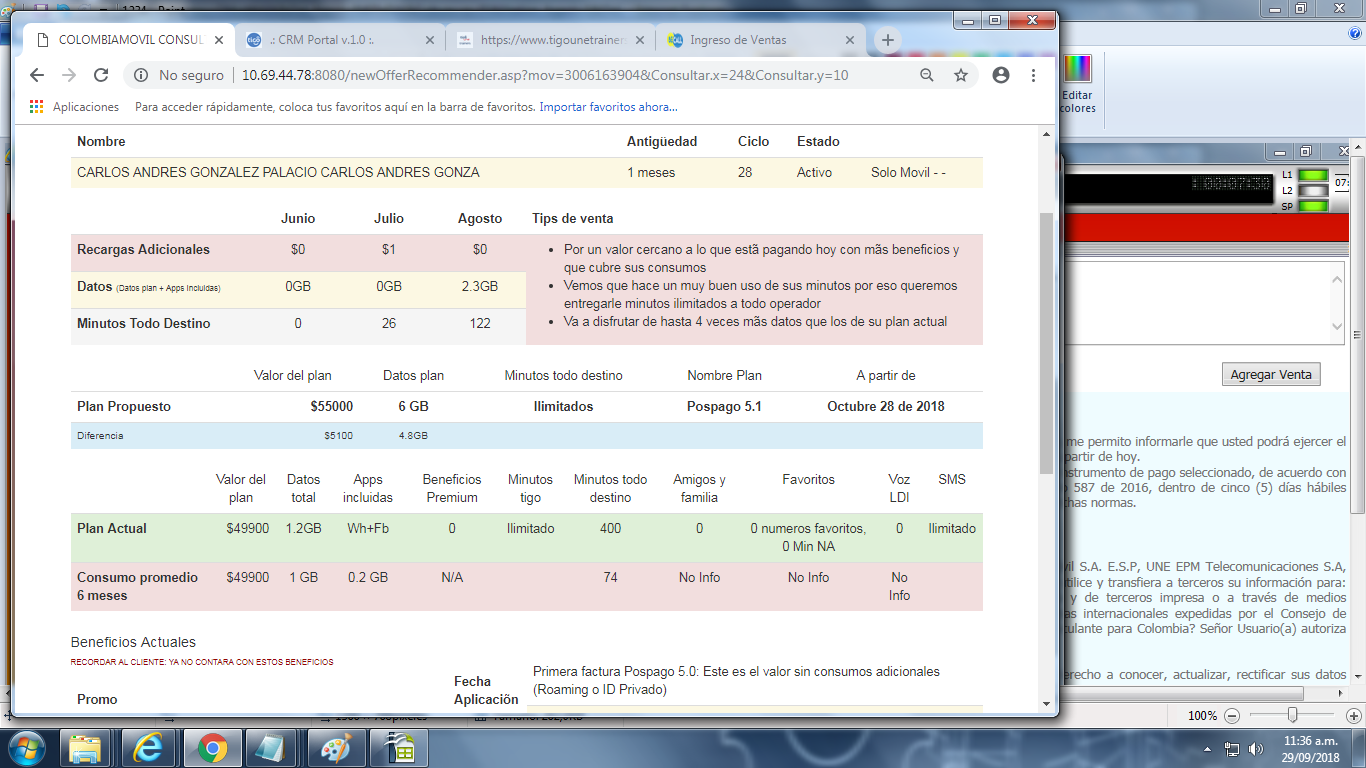 1224 - Paint
COLOMBIAMOVIL CONSUL
.: CRM Portal v.1.0 :.
https://www.tigounetrainer
Ingreso de Ventas
No seguro
10.69.44.78:8080/newOfferRecommender.asp?mov=3006163904&Consultar.x=24&Consultar.y=10
Aplicaciones
Para acceder rápidamente, coloca tus favoritos aquí en la barra de favoritos. Importar favoritos ahora...
Editar
colores
Nombre Antigüedad Ciclo Estado
CARLOS ANDRES GONZALEZ PALACIO CARLOS ANDRES GONZA 1 meses 28 Activo Solo Movil - -
Junio Julio Agosto Tips de venta
Recargas Adicionales $0 $1 $0
Datos (Datos plan + Apps Incluidas) 0GB 0GB 2.3GB
Minutos Todo Destino 0 26 122
• Por un valor cercano a lo que estã pagando hoy con mãs beneficios y
que cubre sus consumos
• Vemos que hace un muy buen uso de sus minutos por eso queremos
entregarle minutos ilimitados a todo operador
• Va a disfrutar de hasta 4 veces mãs datos que los de su plan actual
Valor del plan Datos plan Minutos todo destino Nombre Plan A partir de
Plan Propuesto $55000 6 GB Ilimitados Pospago 5.1 Octubre 28 de 2018
Diferencia $5100 4.8GB
Valor del Datos Apps Beneficios Minutos Minutos todo Amigos y Favoritos Voz SMS
plan total incluidas Premium tigo destino familia LDI
Plan Actual $49900 1.2GB Wh+Fb 0 Ilimitado 400 0 0 numeros favoritos, 0 Ilimitado
0 Min NA
Consumo promedio $49900 1 GB 0.2 GB N/A 74 No Info No Info No
6 meses Info
Beneficios Actuales
RECORDAR AL CLIENTE: YA NO CONTARA CON ESTOS BENEFICIOS
Promo
Fecha
Aplicación
Primera factura Pospago 5.0: Este es el valor sin consumos adicionales
(Roaming o ID Privado)
L1
L2
SP
07:
Agregar Venta
me permito informarle que usted podrá ejercer el
partir de hoy.
nstrumento de pago seleccionado, de acuerdo con
587 de 2016, dentro de cinco (5) días hábiles
chas normas.
S.A. E.S.P, UNE EPM Telecomunicaciones S.A,
utilice y transfiera a terceros su información para:
y de terceros impresa o a través de medios
as internacionales expedidas por el Consejo de
culante para Colombia? Señor Usuario(a) autoriza
erecho a conocer, actualizar, rectificar sus datos
100%
11:36 a.m.
29/09/2018